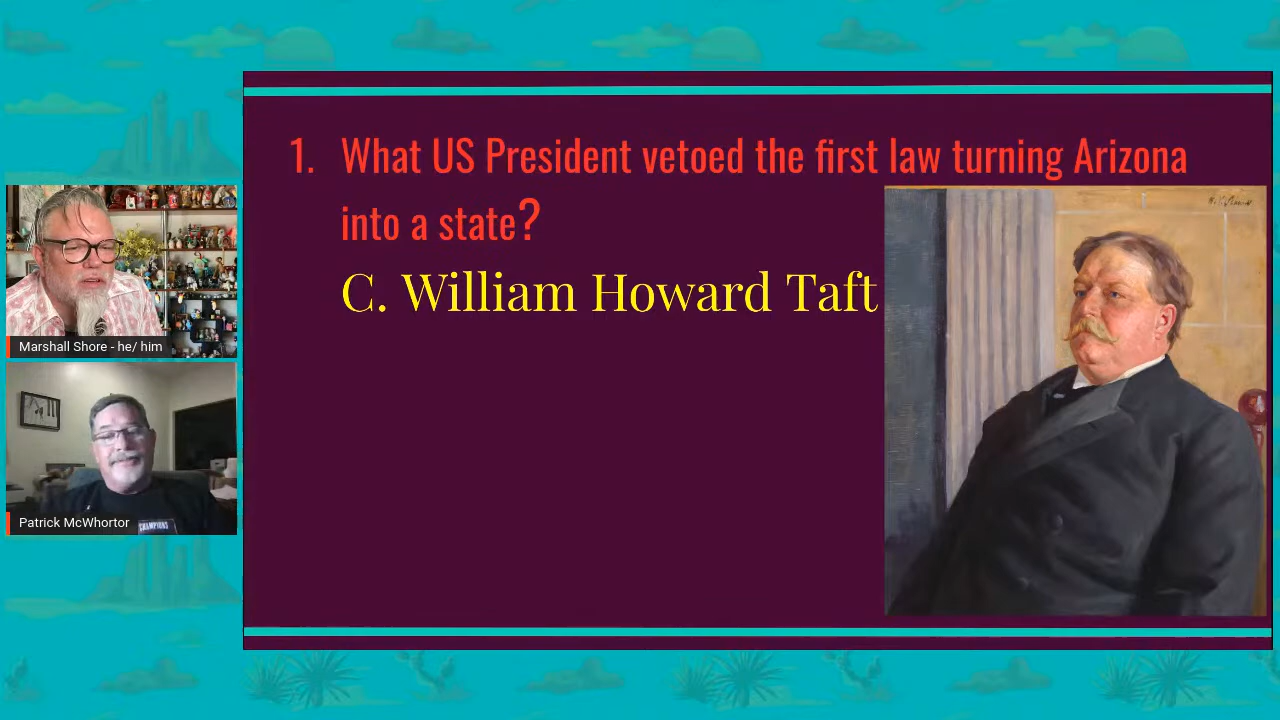 1. What US President vetoed the first law turning Arizona
into a state?
C. William Howard Taft
Marshall Shore - he/ him
Patrick McWhortor
CHAMPIONS